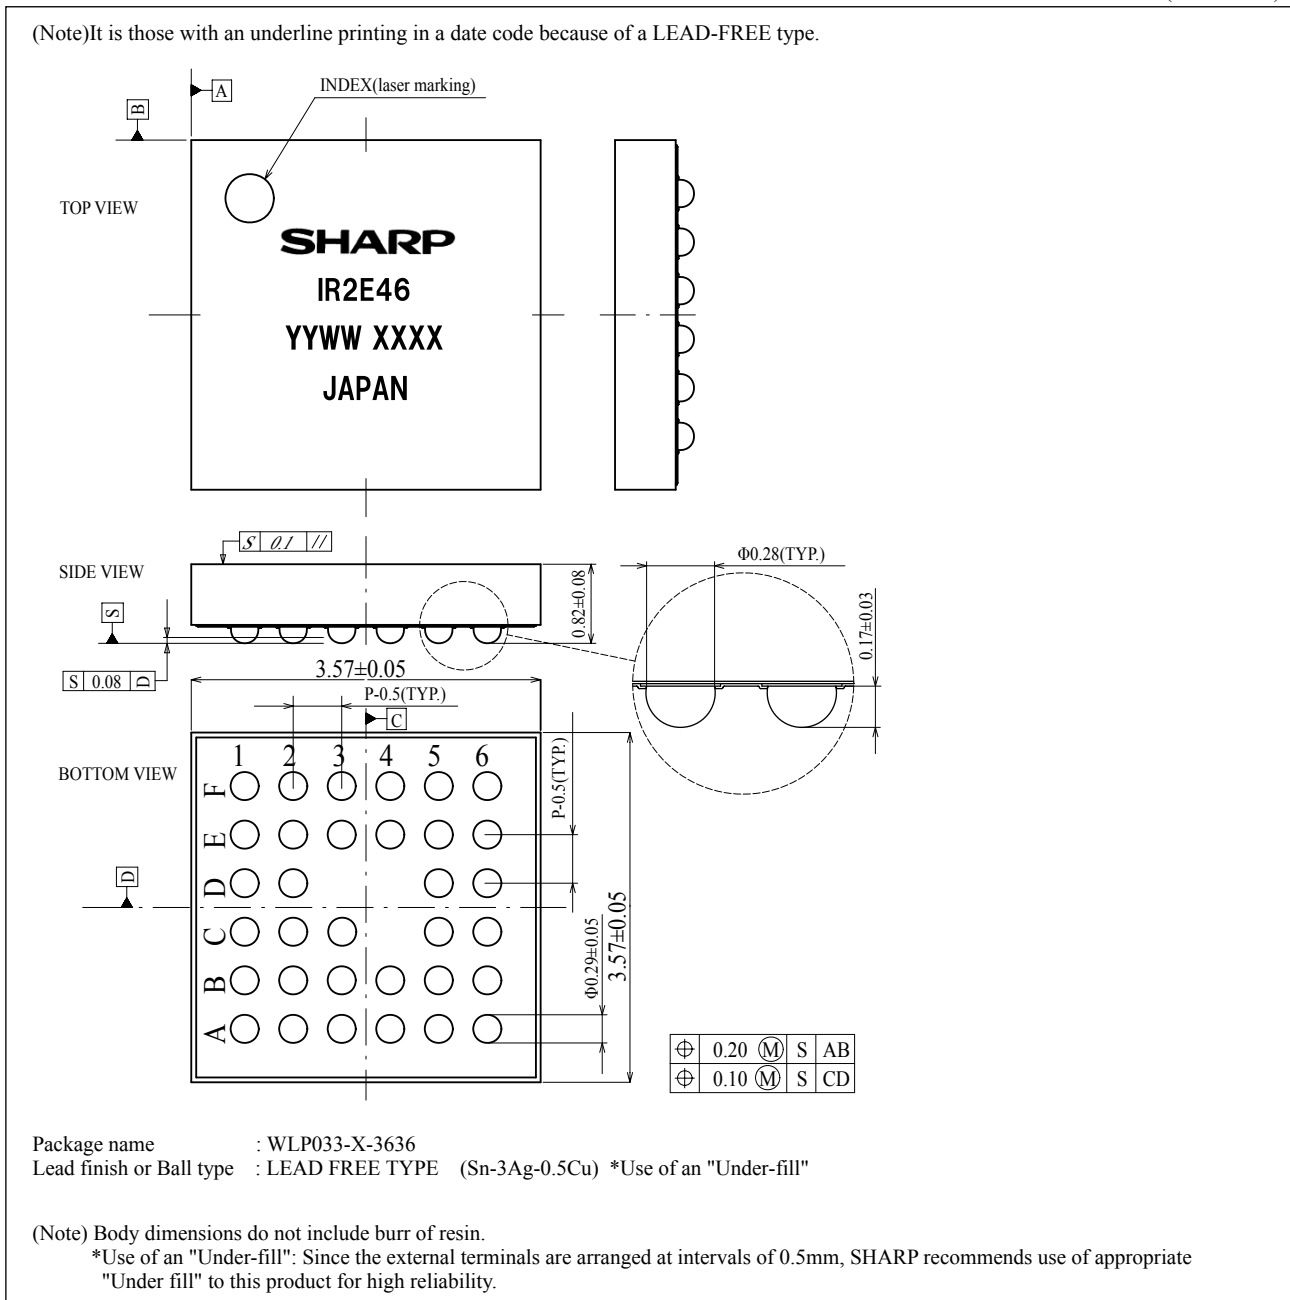 (Note)It is those with an underline printing in a date code because of a LEAD-FREE type.
A
INDEX(laser marking)
B
TOP VIEW
SHARP
IR2E46
YYWW XXXX
JAPAN
S 0.1 //
SIDE VIEW
S
0.82±0.08
Φ0.28(TYP.)
0.17±0.03
S 0.08 D
3.57±0.05
P-0.5(TYP.)
C
BOTTOM VIEW
1 2 3 4 5 6
F
E
D
C
B
A
D
P-0.5(TYP.)
Φ0.29±0.05
3.57±0.05
⌖ 0.20 Ⓜ S AB
⌖ 0.10 Ⓜ S CD
Package name : WLP033-X-3636
Lead finish or Ball type : LEAD FREE TYPE (Sn-3Ag-0.5Cu) *Use of an "Under-fill"
(Note) Body dimensions do not include burr of resin.
*Use of an "Under-fill": Since the external terminals are arranged at intervals of 0.5mm, SHARP recommends use of appropriate
"Under fill" to this product for high reliability.